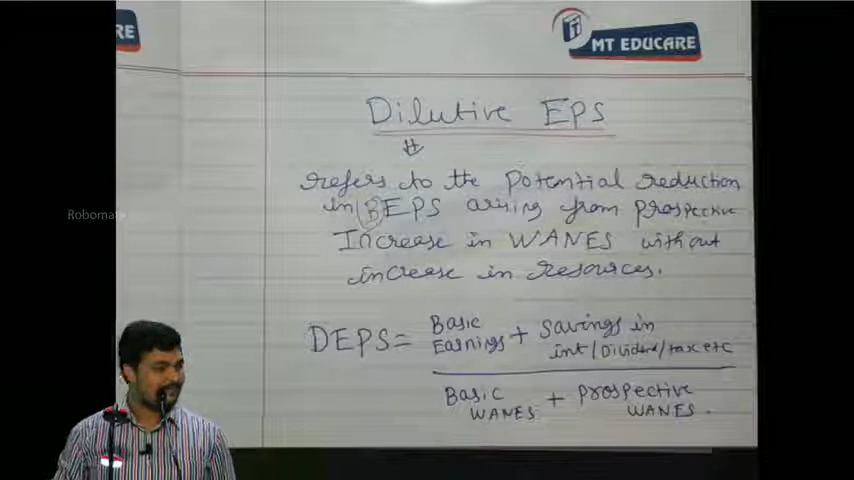 RE
MT EDUCARE
Dilutive EPS
refers to the potential reduction
in BEPS arising from prospective
Increase in WANES without
increase in resources.
DEPS = Basic Earnings + Savings in int/Dividend/tax etc
Basic WANES + Prospective WANES.
Robomat